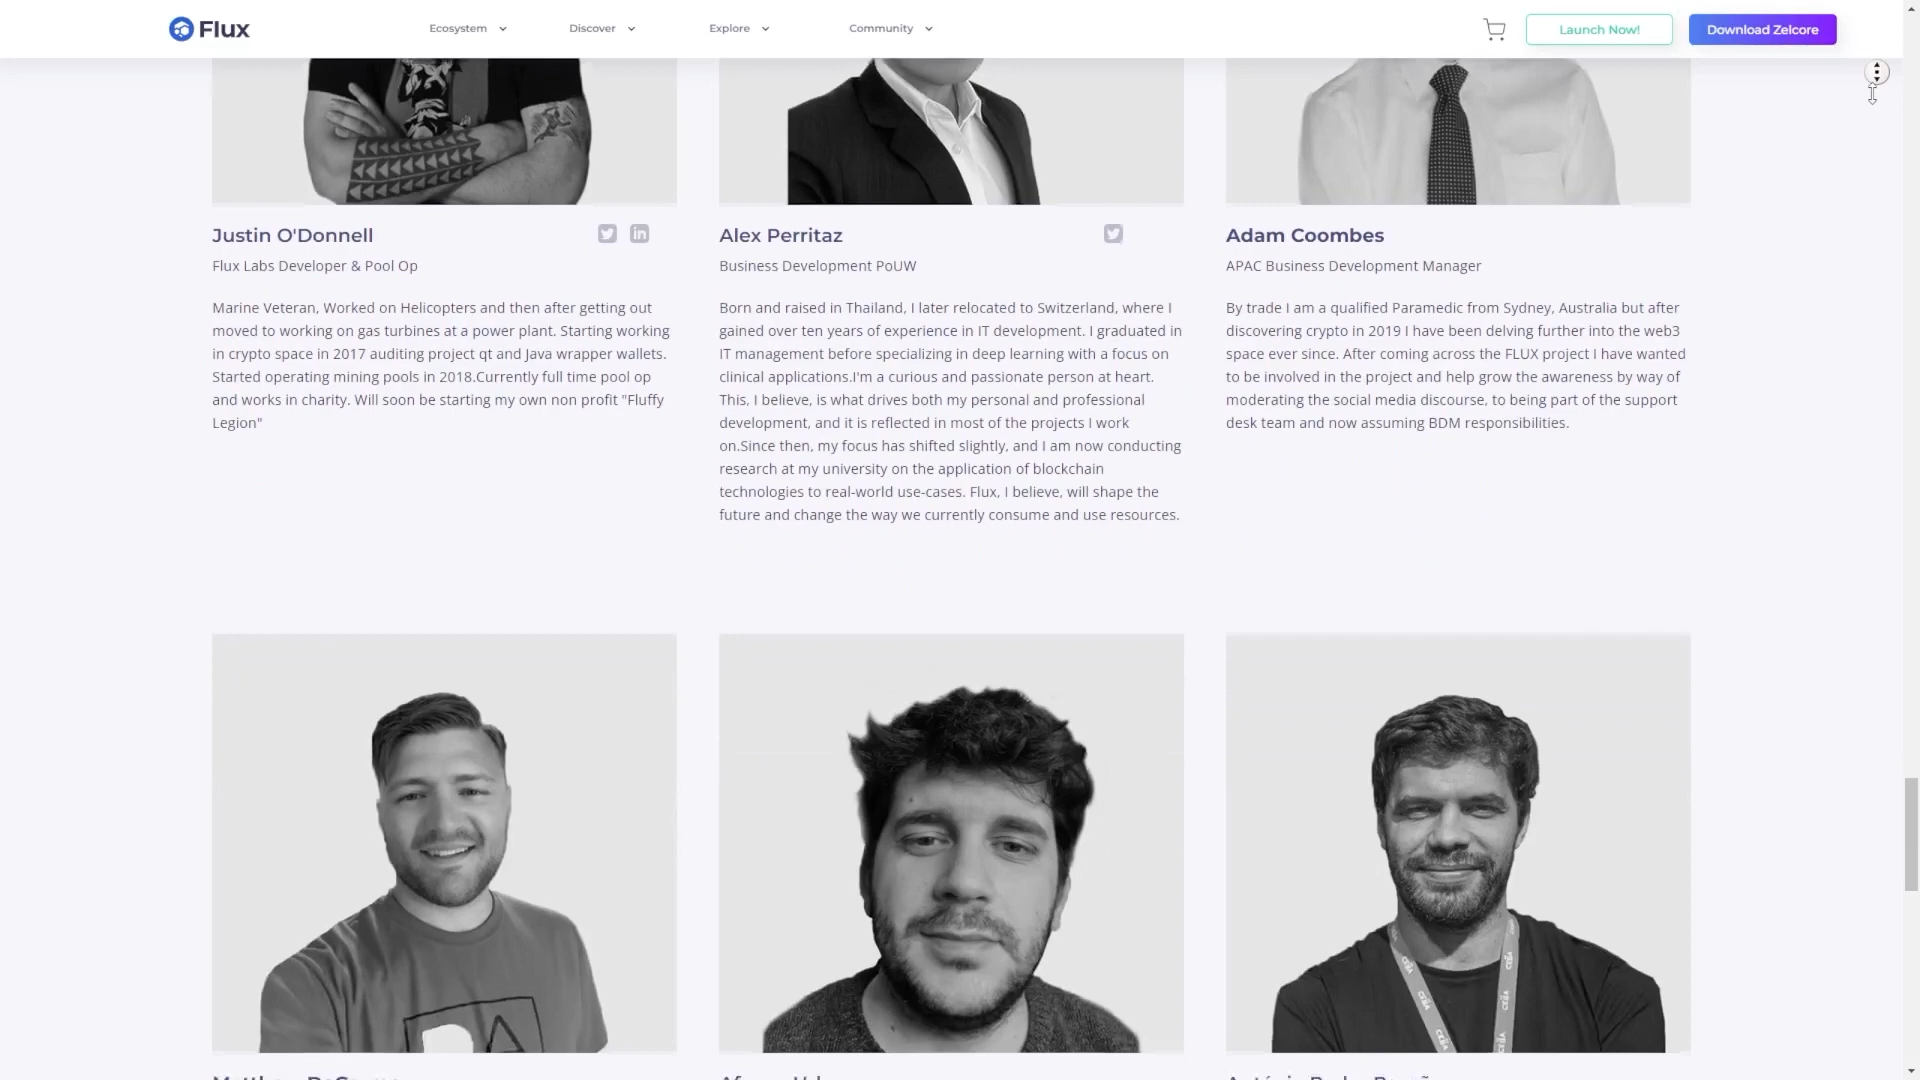 Flux
Ecosystem
Discover
Explore
Community
Launch Now!
Download Zelcore
Justin O'Donnell
Flux Labs Developer & Pool Op
Marine Veteran, Worked on Helicopters and then after getting out
moved to working on gas turbines at a power plant. Starting working
in crypto space in 2017 auditing project qt and Java wrapper wallets.
Started operating mining pools in 2018.Currently full time pool op
and works in charity. Will soon be starting my own non profit "Fluffy
Legion"
Alex Perritaz
Business Development PoUW
Born and raised in Thailand, I later relocated to Switzerland, where I
gained over ten years of experience in IT development. I graduated in
IT management before specializing in deep learning with a focus on
clinical applications.I'm a curious and passionate person at heart.
This, I believe, is what drives both my personal and professional
development, and it is reflected in most of the projects I work
on.Since then, my focus has shifted slightly, and I am now conducting
research at my university on the application of blockchain
technologies to real-world use-cases. Flux, I believe, will shape the
future and change the way we currently consume and use resources.
Adam Coombes
APAC Business Development Manager
By trade I am a qualified Paramedic from Sydney, Australia but after
discovering crypto in 2019 I have been delving further into the web3
space ever since. After coming across the FLUX project I have wanted
to be involved in the project and help grow the awareness by way of
moderating the social media discourse, to being part of the support
desk team and now assuming BDM responsibilities.